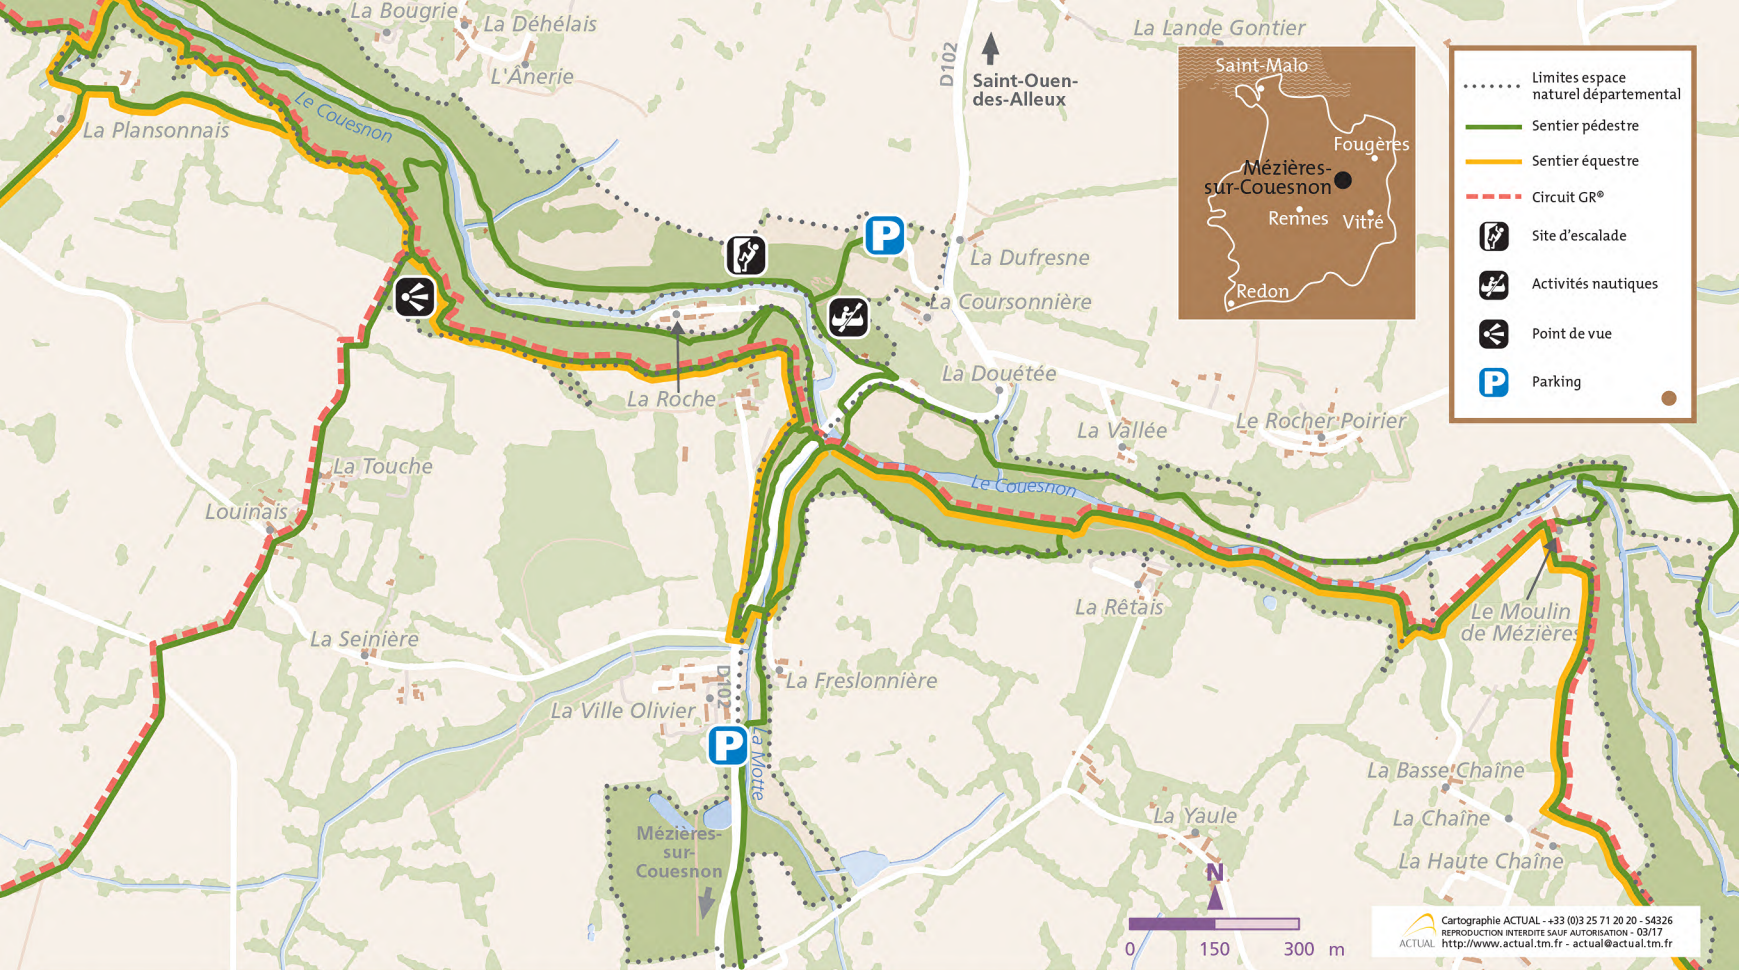 La Bougrie
La Déhélais
L'Ânerie
La Plansonnais
Le Couesnon
D102
Saint-Ouen-
des-Alleux
La Lande Gontier
Saint-Malo
Fougères
Mézières-
sur-Couesnon
Rennes
Vitré
Redon
Limites espace
naturel départemental
Sentier pédestre
Sentier équestre
Circuit GR®
Site d'escalade
Activités nautiques
Point de vue
P Parking
P
La Dufresne
La Coursonnière
La Douétée
La Roche
La Vallée
Le Rocher Poirier
La Touche
Louinais
Le Couesnon
La Rêtais
Le Moulin
de Mézières
La Seinière
La Freslonnière
D102
La Ville Olivier
P
La Motte
La Basse Chaîne
La Chaîne
La Haute Chaîne
La Yaule
Mézières-
sur-
Couesnon
N
0 150 300 m
ACTUAL
Cartographie ACTUAL - +33 (0)3 25 71 20 20 - S4326
REPRODUCTION INTERDITE SAUF AUTORISATION - 03/17
http://www.actual.tm.fr - actual@actual.tm.fr